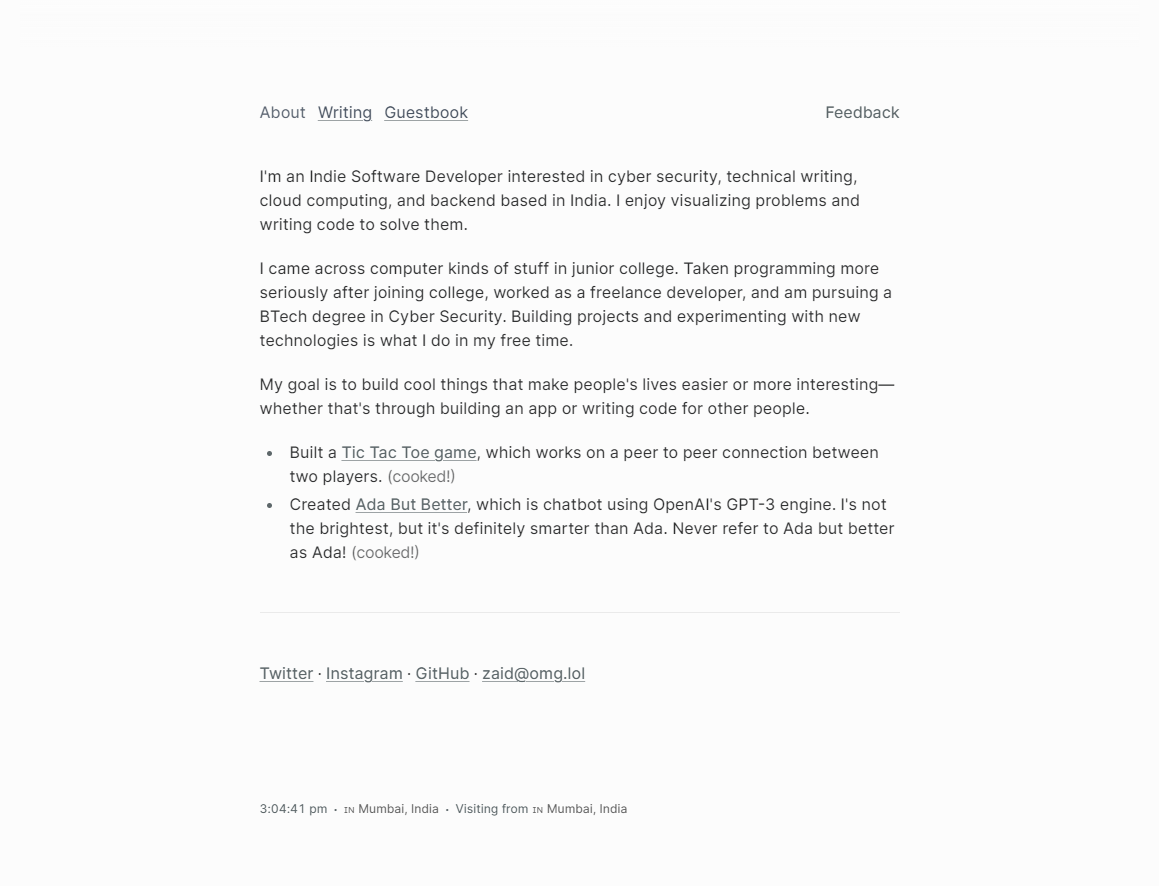 About Writing Guestbook Feedback
I'm an Indie Software Developer interested in cyber security, technical writing,
cloud computing, and backend based in India. I enjoy visualizing problems and
writing code to solve them.
I came across computer kinds of stuff in junior college. Taken programming more
seriously after joining college, worked as a freelance developer, and am pursuing a
BTech degree in Cyber Security. Building projects and experimenting with new
technologies is what I do in my free time.
My goal is to build cool things that make people's lives easier or more interesting—
whether that's through building an app or writing code for other people.
• Built a Tic Tac Toe game, which works on a peer to peer connection between
two players. (cooked!)
• Created Ada But Better, which is chatbot using OpenAI's GPT-3 engine. I's not
the brightest, but it's definitely smarter than Ada. Never refer to Ada but better
as Ada! (cooked!)
Twitter · Instagram · GitHub · zaid@omg.lol
3:04:41 pm · IN Mumbai, India · Visiting from IN Mumbai, India